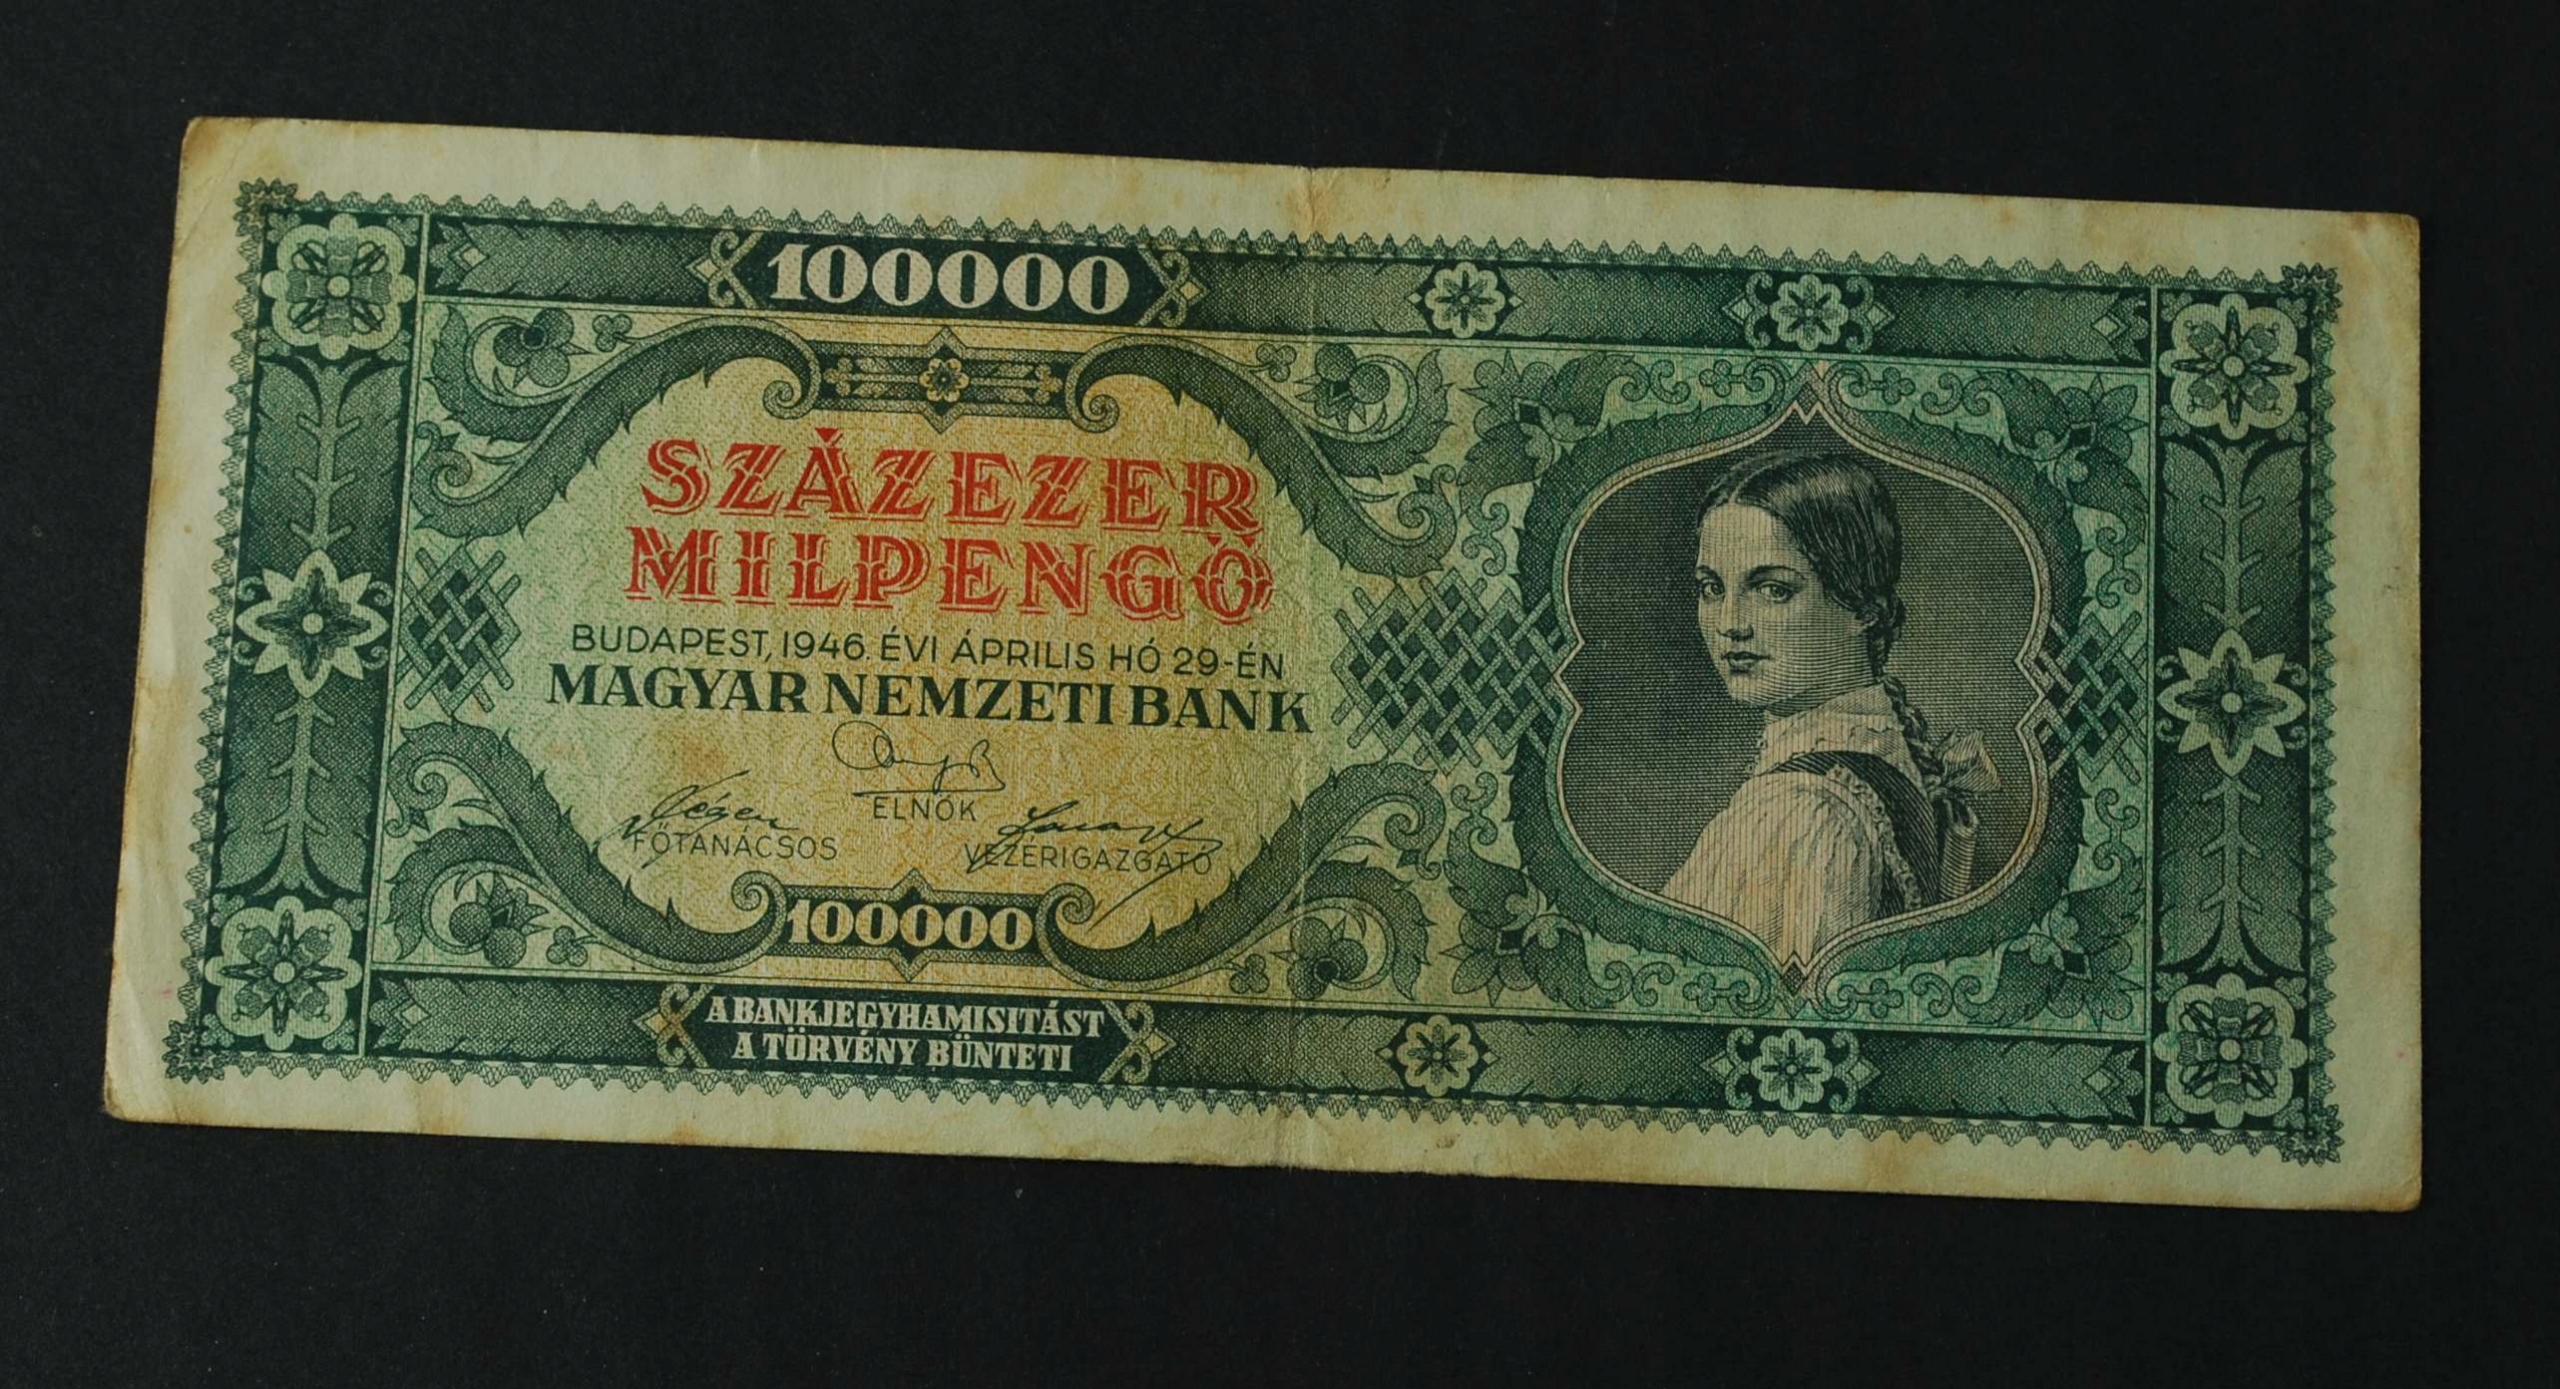 100000
SZÁZEZER
MILPENGŐ
BUDAPEST, 1946. ÉVI ÁPRILIS HÓ 29-ÉN
MAGYAR NEMZETI BANK
ELNÖK
FŐTANÁCSOS VEZÉRIGAZGATÓ
100000
A BANKJEGYHAMISITÁST
A TÖRVÉNY BÜNTETI